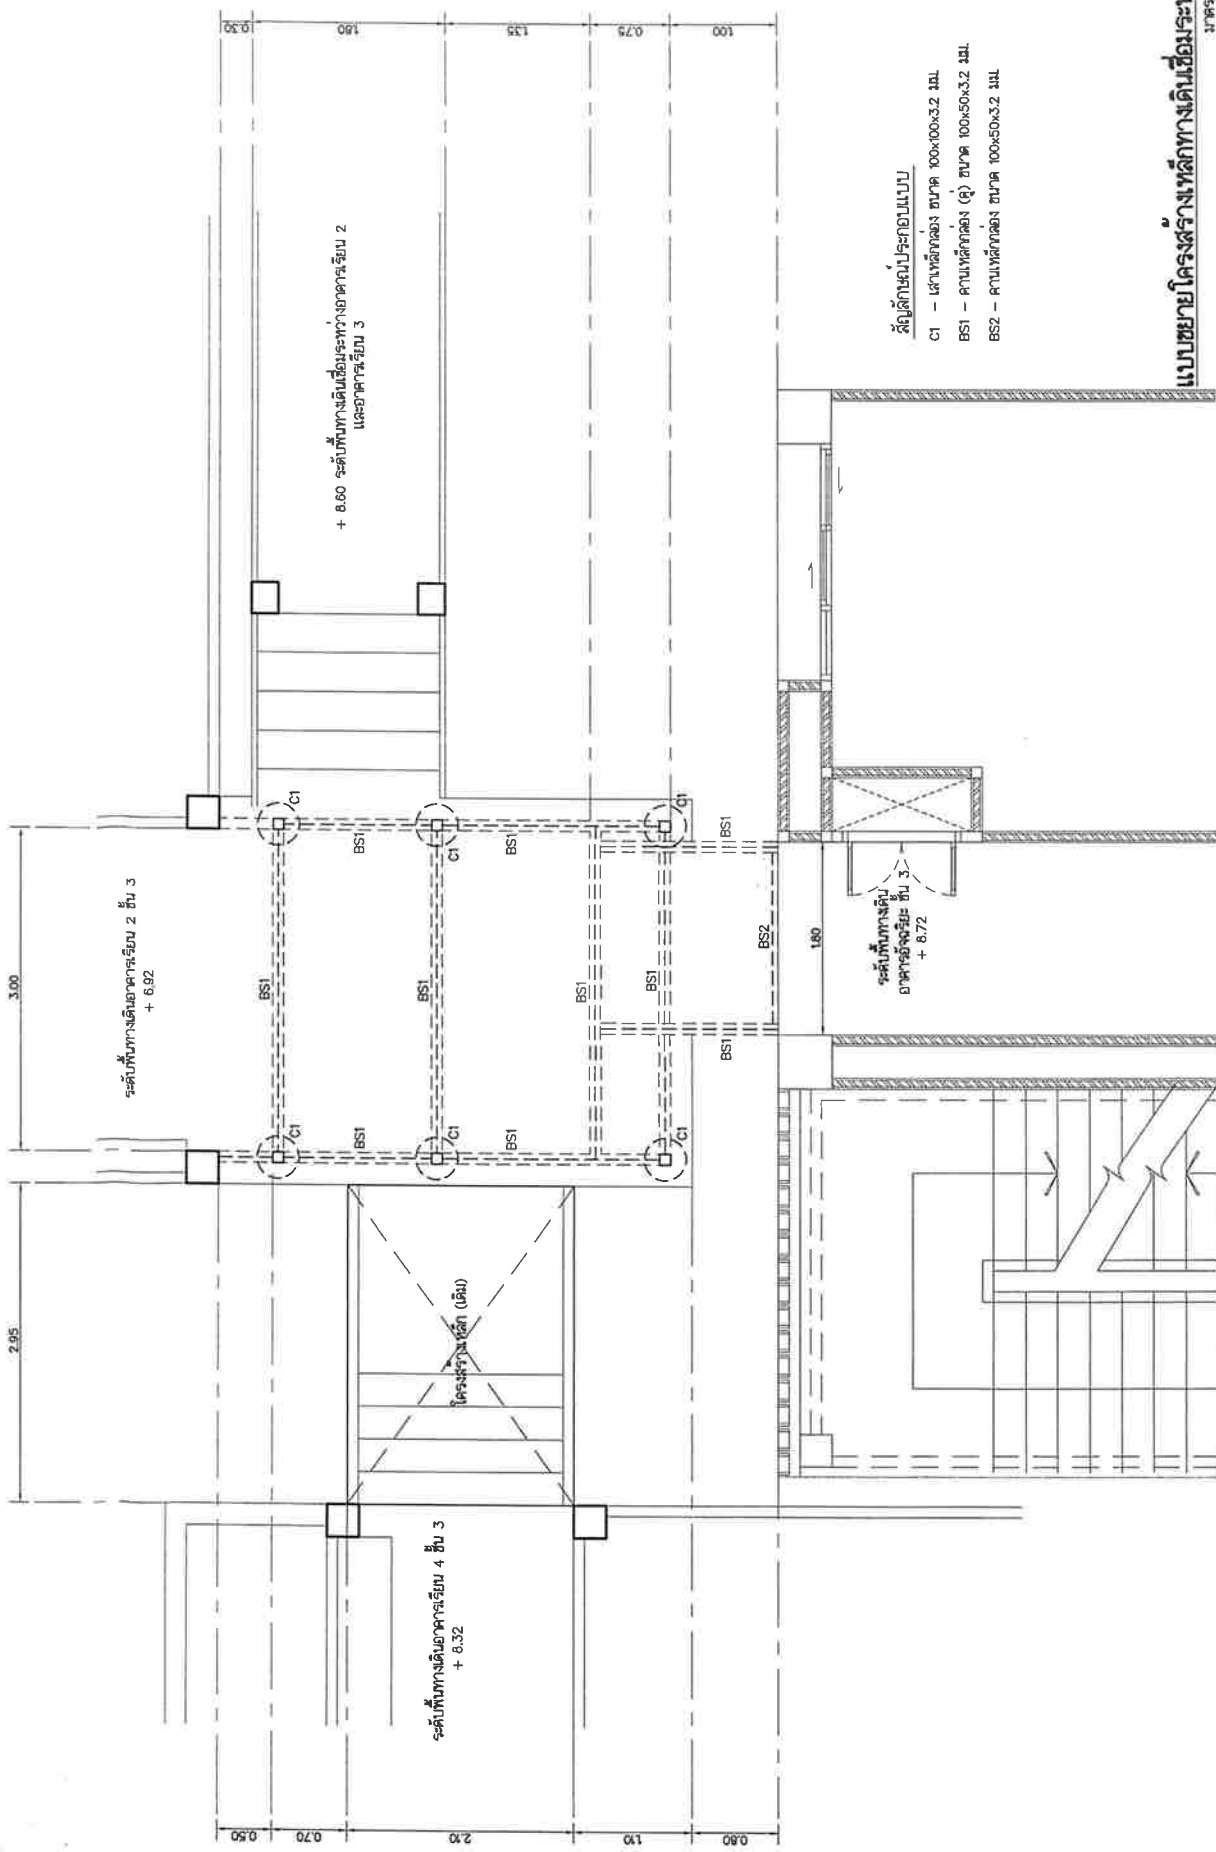 3.00
2.95
0.30
1.80
1.35
0.75
1.00
ระดับพื้นทางเดินอาคารเรียน 2 ชั้น 3
+ 6.92
+ 8.60 ระดับพื้นทางเดินเชื่อมระหว่างอาคารเรียน 2
และอาคารเรียน 3
C1
BS1
C1
BS1
C1
BS1
BS1
BS1
BS1
BS1
BS2
BS1
C1
BS1
C1
BS1
C1
โครงสร้างเหล็ก (เดิม)
ระดับพื้นทางเดินอาคารเรียน 4 ชั้น 3
+ 8.32
1.80
ระดับพื้นทางเดิน
อาคารอัจฉริยะ ชั้น 3
+ 8.72
0.50
0.70
2.10
1.10
0.80
สัญลักษณ์ประกอบแบบ
C1 - เสาเหล็กกล่อง ขนาด 100x100x3.2 มม.
BS1 - คานเหล็กกล่อง (คู่) ขนาด 100x50x3.2 มม.
BS2 - คานเหล็กกล่อง ขนาด 100x50x3.2 มม.
แบบขยายโครงสร้างเหล็กทางเดินเชื่อมระห